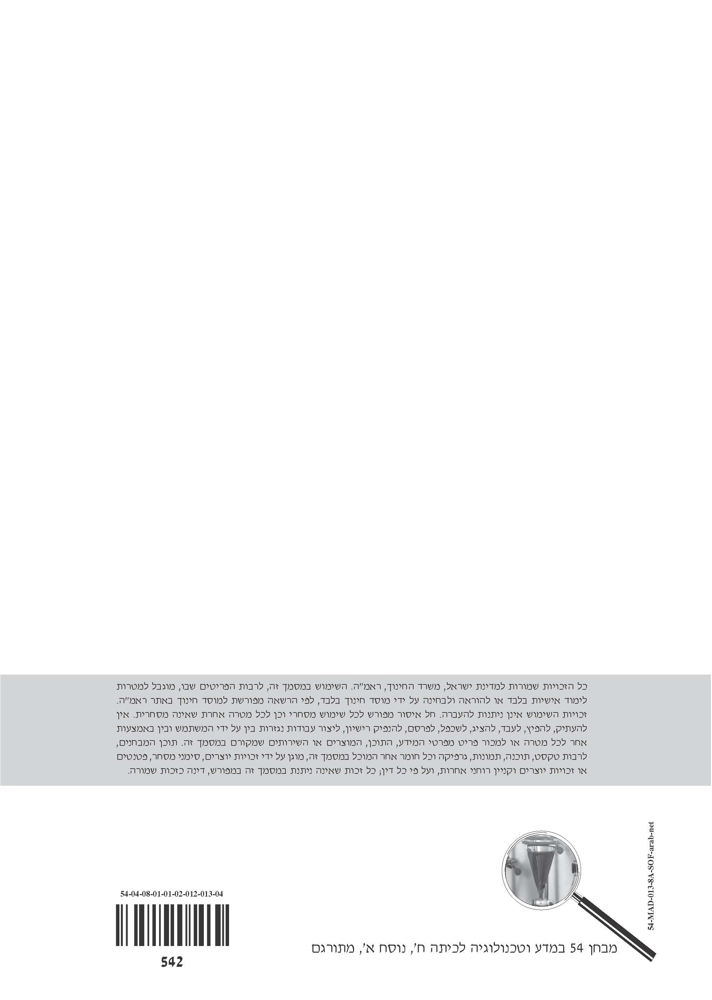 כל הזכויות שמורות למדינת ישראל, משרד החינוך, ראמ"ה. השימוש במסמך זה, לרבות הפריטים שבו, מוגבל למטרות
לימוד אישיות בלבד או להוראה ולבחינה על ידי מוסד חינוך בלבד, לפי הרשאה מפורשת למוסד חינוך באתר ראמ"ה.
זכויות השימוש אינן ניתנות להעברה. חל איסור מפורש לכל שימוש מסחרי וכן לכל מטרה אחרת שאינה מסחרית. אין
להעתיק, להפיץ, לעבד, להציג, לשכפל, לפרסם, להנפיק רישיון, ליצור עבודות נגזרות בין על ידי המשתמש ובין באמצעות
אחר לכל מטרה או למכור פריט מפרטי המידע, התוכן, המוצרים או השירותים שמקורם במסמך זה. תוכן המבחנים,
לרבות טקסט, תוכנה, תמונות, גרפיקה וכל חומר אחר המוכל במסמך זה, מוגן על ידי זכויות יוצרים, סימני מסחר, פטנטים
או זכויות יוצרים וקניין רוחני אחרות, ועל פי כל דין; כל זכות שאינה ניתנת במסמך זה במפורש, דינה כזכות שמורה.
54-MAD-013-8A-SOF-arab-net
54-04-08-01-01-02-012-013-04
מבחן 54 במדע וטכנולוגיה לכיתה ח', נוסח א', מתורגם
542